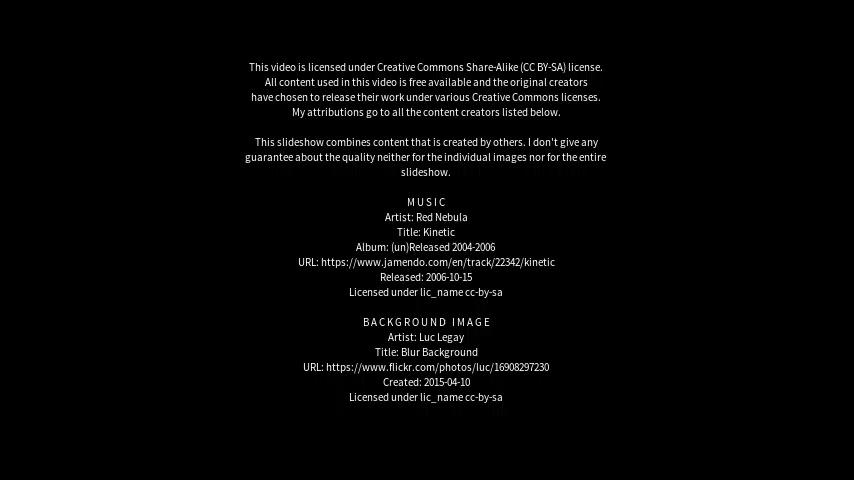 This video is licensed under Creative Commons Share-Alike (CC BY-SA) license.
All content used in this video is free available and the original creators
have chosen to release their work under various Creative Commons licenses.
My attributions go to all the content creators listed below.
This slideshow combines content that is created by others. I don't give any
guarantee about the quality neither for the individual images nor for the entire
slideshow.
MUSIC
Artist: Red Nebula
Title: Kinetic
Album: (un)Released 2004-2006
URL: https://www.jamendo.com/en/track/22342/kinetic
Released: 2006-10-15
Licensed under lic_name cc-by-sa
BACKGROUND IMAGE
Artist: Luc Legay
Title: Blur Background
URL: https://www.flickr.com/photos/luc/16908297230
Created: 2015-04-10
Licensed under lic_name cc-by-sa